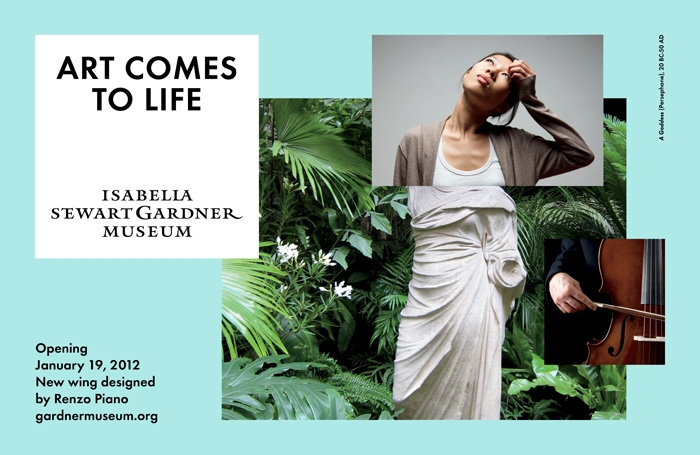 ART COMES
TO LIFE
ISABELLA
STEWART GARDNER
MUSEUM
Opening
January 19, 2012
New wing designed
by Renzo Piano
gardnermuseum.org
A Goddess (Persephone), 20 BC-50 AD